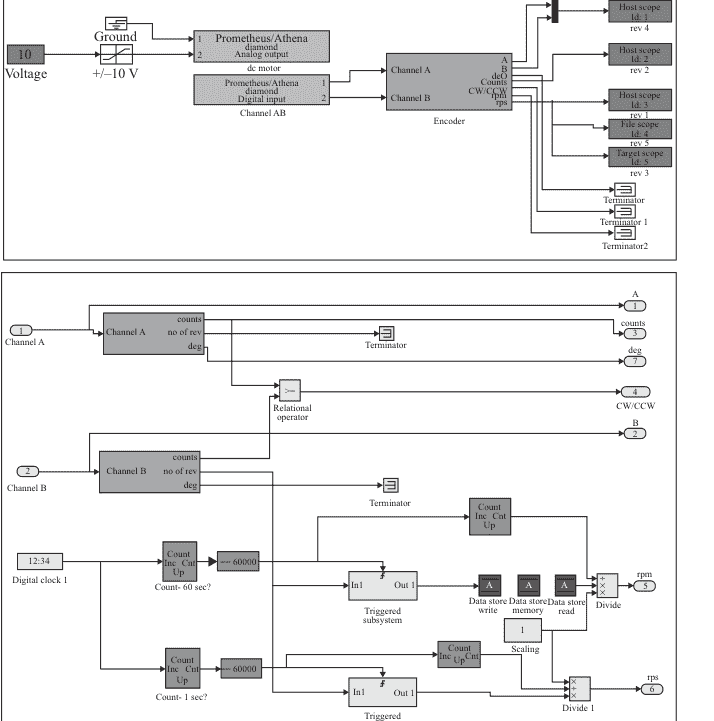 Host scope
Id: 1
rev 4
Ground
10
Voltage
+/–10 V
1
2
Prometheus/Athena
diamond
Analog output
dc motor
Prometheus/Athena
diamond
Digital input
1
2
Channel AB
Channel A
Channel B
Encoder
A
B
deO
Counts
CW/CCW
rpm
rps
Host scope
Id: 2
rev 2
Host scope
Id: 3
rev 1
File scope
Id: 4
rev 5
Target scope
Id: 5
rev 3
Terminator
Terminator 1
Terminator2
A
1
1
Channel A
Channel A
counts
no of rev
deg
Terminator
counts
3
deg
7
>=
Relational
operator
4
CW/CCW
B
2
2
Channel B
Channel B
counts
no of rev
deg
Terminator
Count
Inc Cnt
Up
12:34
Digital clock 1
Count
Inc Cnt
Up
Count- 60 sec?
60000
In1 Out 1
Triggered
subsystem
A
Data store
write
A
Data store
memory
A
Data store
read
÷
×
×
Divide
rpm
5
1
Scaling
Count
Inc Cnt
Up
Count- 1 sec?
60000
Count
Inc Cnt
Up
In1 Out 1
Triggered
×
÷
×
Divide 1
rps
6